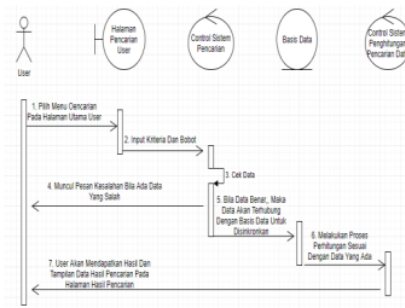 Halaman
Pencarian
User
Control Sistem
Pencarian
Basis Data
Control Sistem
Penghitungan
Pencarian Data
User
1. Pilih Menu Oencarian
Pada Halaman Utama User
2. Input Kriteria Dan Bobot
3. Cek Data
4. Muncul Pesan Kesalahan Bila Ada Data
Yang Salah
5. Bila Data Benar, Maka
Data Akan Terhubung
Dengan Basis Data Untuk
Disinkronkan
6. Melakukan Proses
Perhitungan Sesuai
Dengan Data Yang Ada
7. User Akan Mendapatkan Hasil Dan
Tampilan Data Hasil Pencarian Pada
Halaman Hasil Pencarian